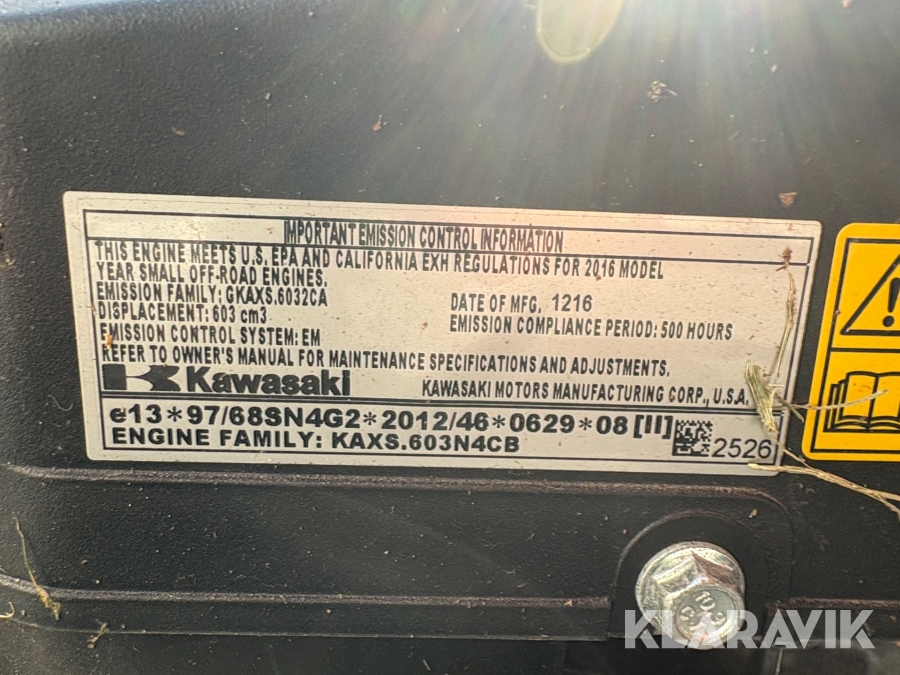 IMPORTANT EMISSION CONTROL INFORMATION
THIS ENGINE MEETS U.S. EPA AND CALIFORNIA EXH REGULATIONS FOR 2016 MODEL
YEAR SMALL OFF-ROAD ENGINES.
EMISSION FAMILY: GKAXS.6032CA
DATE OF MFG. 1216
DISPLACEMENT: 603 cm3
EMISSION COMPLIANCE PERIOD: 500 HOURS
EMISSION CONTROL SYSTEM: EM
REFER TO OWNER'S MANUAL FOR MAINTENANCE SPECIFICATIONS AND ADJUSTMENTS.
Kawasaki
KAWASAKI MOTORS MANUFACTURING CORP., U.S.A.
e13*97/68SN4G2*2012/46*0629*08 [II]
ENGINE FAMILY: KAXS.603N4CB
2526
KLARAVIK